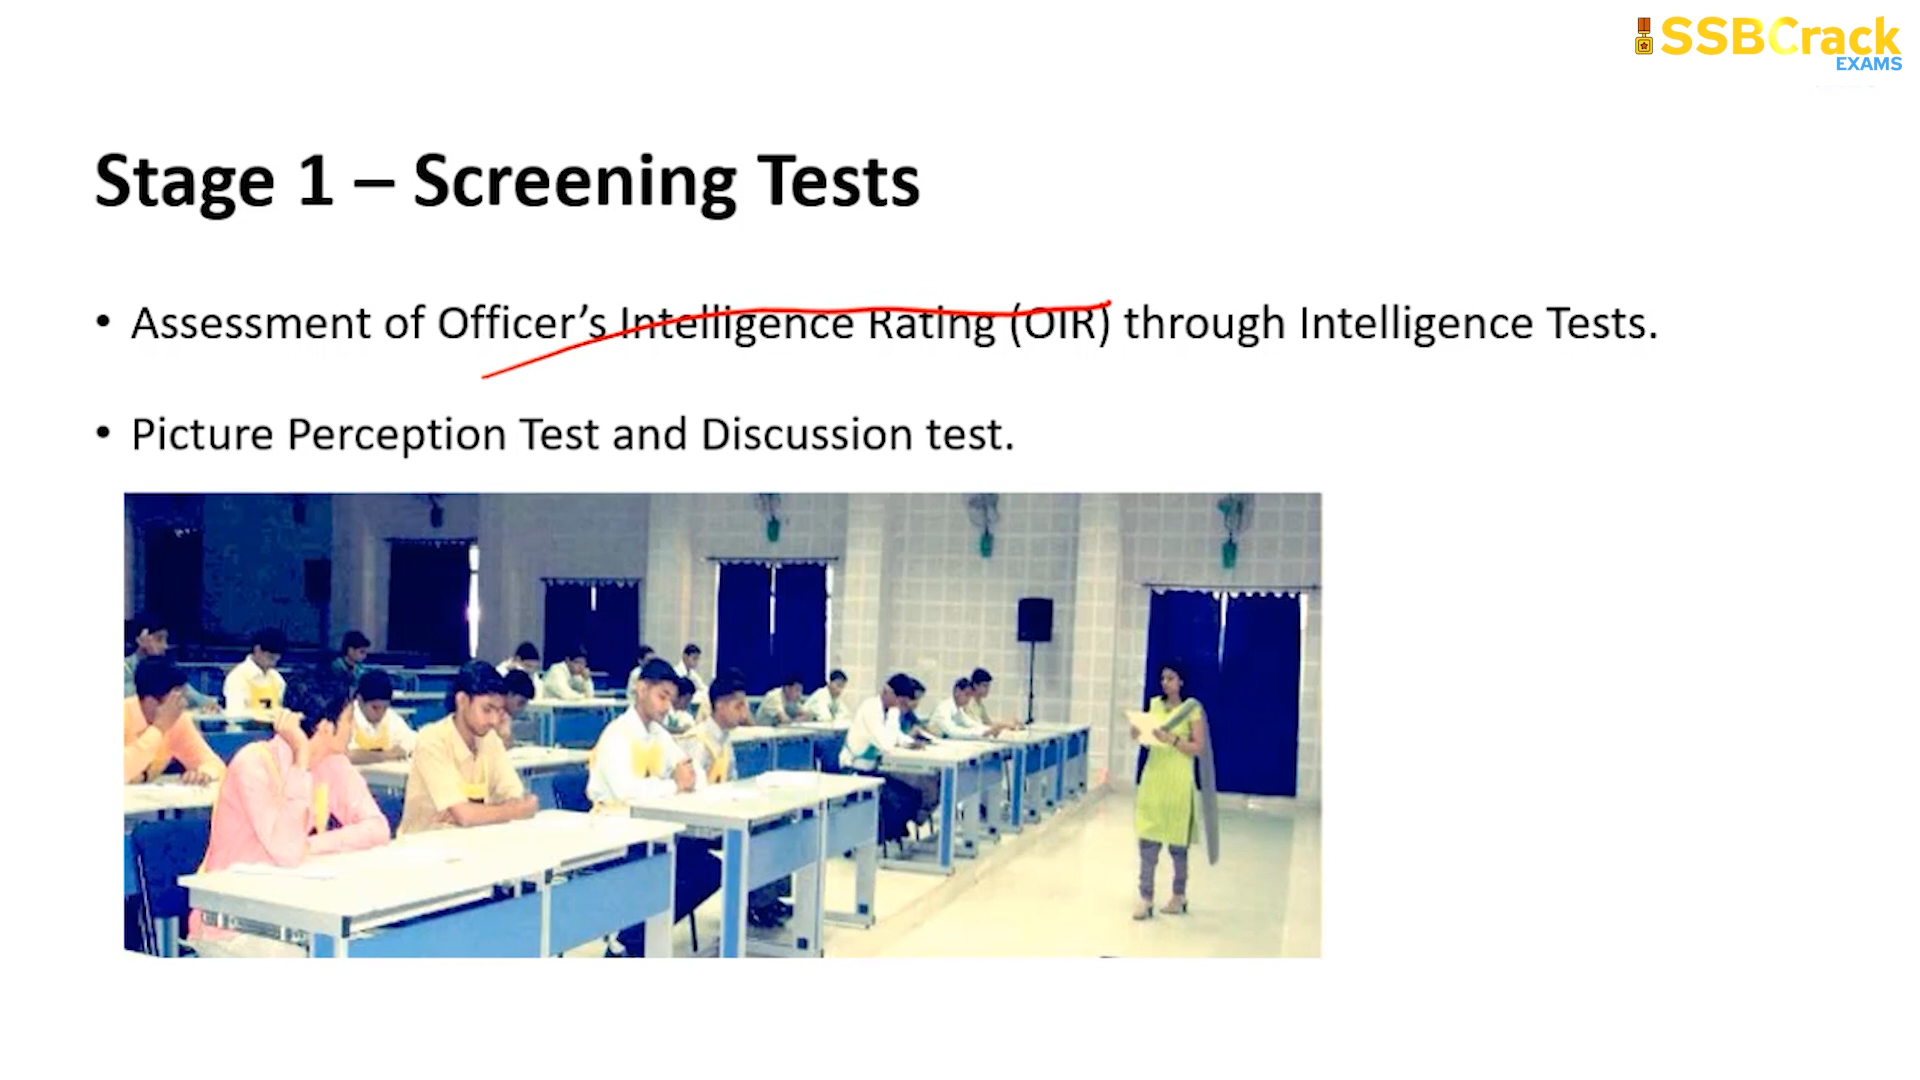 SSBCrack
EXAMS
Stage 1 – Screening Tests
• Assessment of Officer’s Intelligence Rating (OIR) through Intelligence Tests.
• Picture Perception Test and Discussion test.